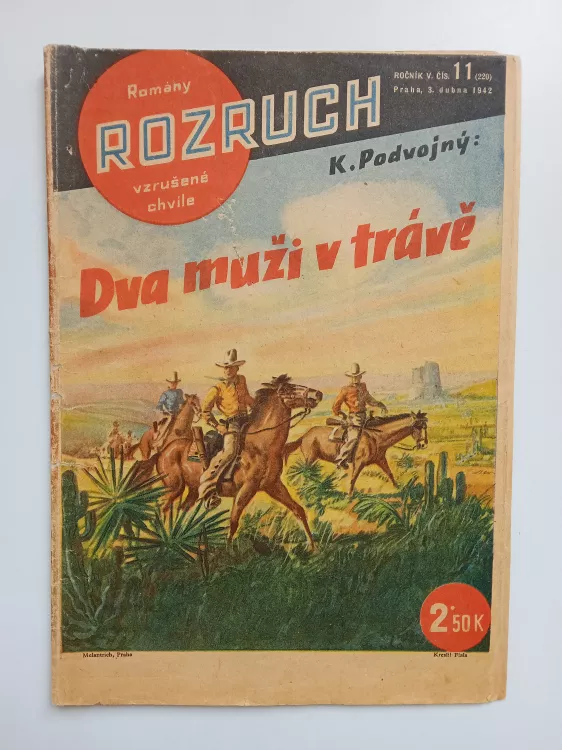 Romány
ROZRUCH
vzrušené
chvíle
ROČNÍK V. ČÍS. 11 (220)
Praha, 3. dubna 1942
K. Podvojný:
Dva muži v trávě
2·50 K
Melantrich, Praha
Kreslil Fiala